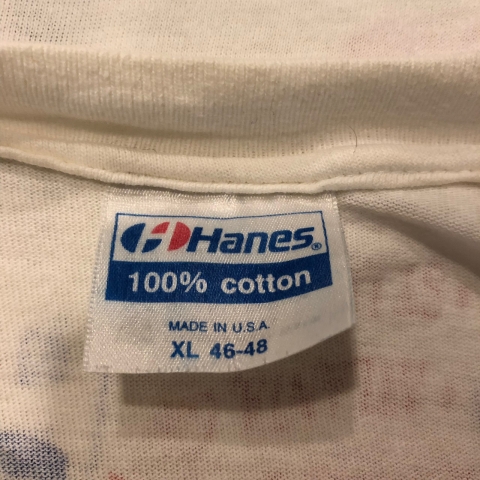 Hanes®
100% cotton
MADE IN U.S.A.
XL 46-48